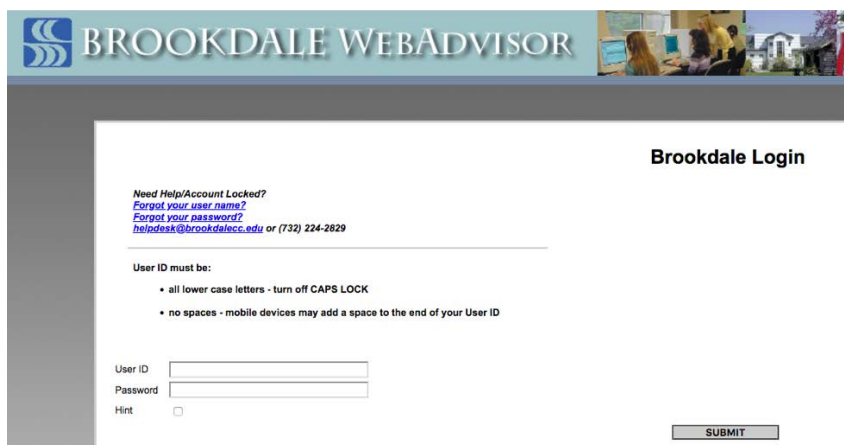 BROOKDALE WEBADVISOR
Brookdale Login
Need Help/Account Locked?
Forgot your user name?
Forgot your password?
helpdesk@brookdalecc.edu or (732) 224-2829
User ID must be:
• all lower case letters - turn off CAPS LOCK
• no spaces - mobile devices may add a space to the end of your User ID
User ID
Password
Hint
SUBMIT